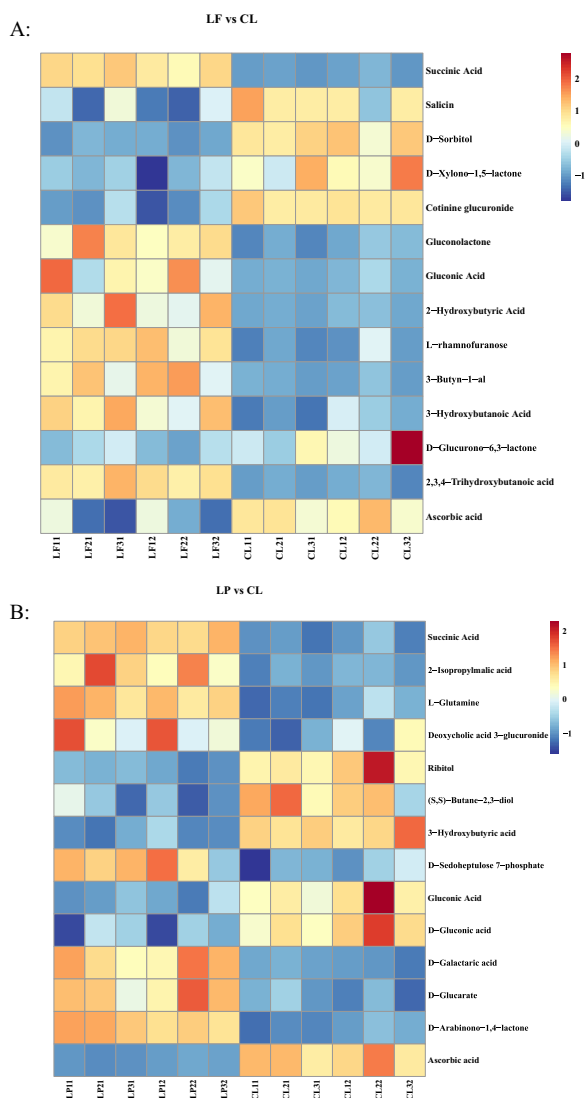 LF vs CL
A:
Succinic Acid
2
Salicin
1
D−Sorbitol
0
D−Xylono−1,5−lactone
−1
Cotinine glucuronide
Gluconolactone
Gluconic Acid
2−Hydroxybutyric Acid
L−rhamnofuranose
3−Butyn−1−al
3−Hydroxybutanoic Acid
D−Glucurono−6,3−lactone
2,3,4−Trihydroxybutanoic acid
Ascorbic acid
LF11 LF21 LF31 LF12 LF22 LF32 CL11 CL21 CL31 CL12 CL22 CL32
LP vs CL
B:
Succinic Acid
2
2−Isopropylmalic acid
1
L−Glutamine
0
Deoxycholic acid 3−glucuronide
−1
Ribitol
(S,S)−Butane−2,3−diol
3−Hydroxybutyric acid
D−Sedoheptulose 7−phosphate
Gluconic Acid
D−Gluconic acid
D−Galactaric acid
D−Glucarate
D−Arabinono−1,4−lactone
Ascorbic acid
LP11 LP21 LP31 LP12 LP22 LP32 CL11 CL21 CL31 CL12 CL22 CL32